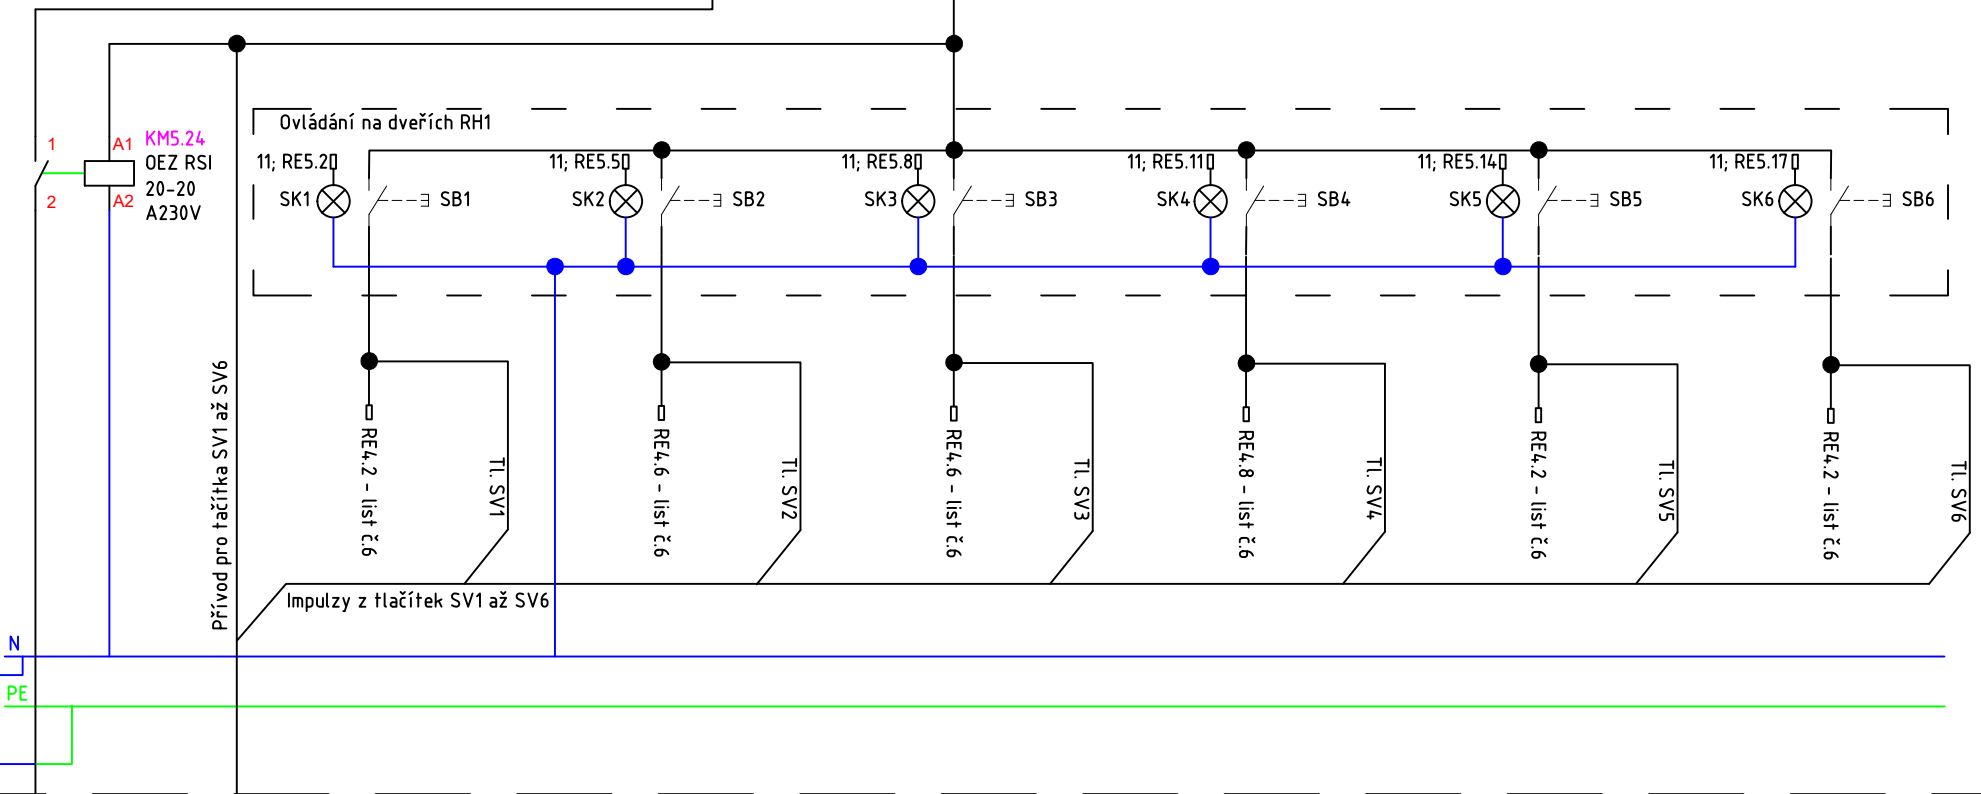 Ovládání na dveřích RH1
1
A1
KM5.24
OEZ RSI
20-20
A230V
2
A2
11; RE5.2
11; RE5.5
11; RE5.8
11; RE5.11
11; RE5.14
11; RE5.17
SK1
SB1
SK2
SB2
SK3
SB3
SK4
SB4
SK5
SB5
SK6
SB6
Přívod pro tačítka SV1 až SV6
RE4.2 - list č.6
Tl. SV1
RE4.6 - list č.6
Tl. SV2
RE4.6 - list č.6
Tl. SV3
RE4.8 - list č.6
Tl. SV4
RE4.2 - list č.6
Tl. SV5
RE4.2 - list č.6
Tl. SV6
Impulzy z tlačítek SV1 až SV6
N
PE